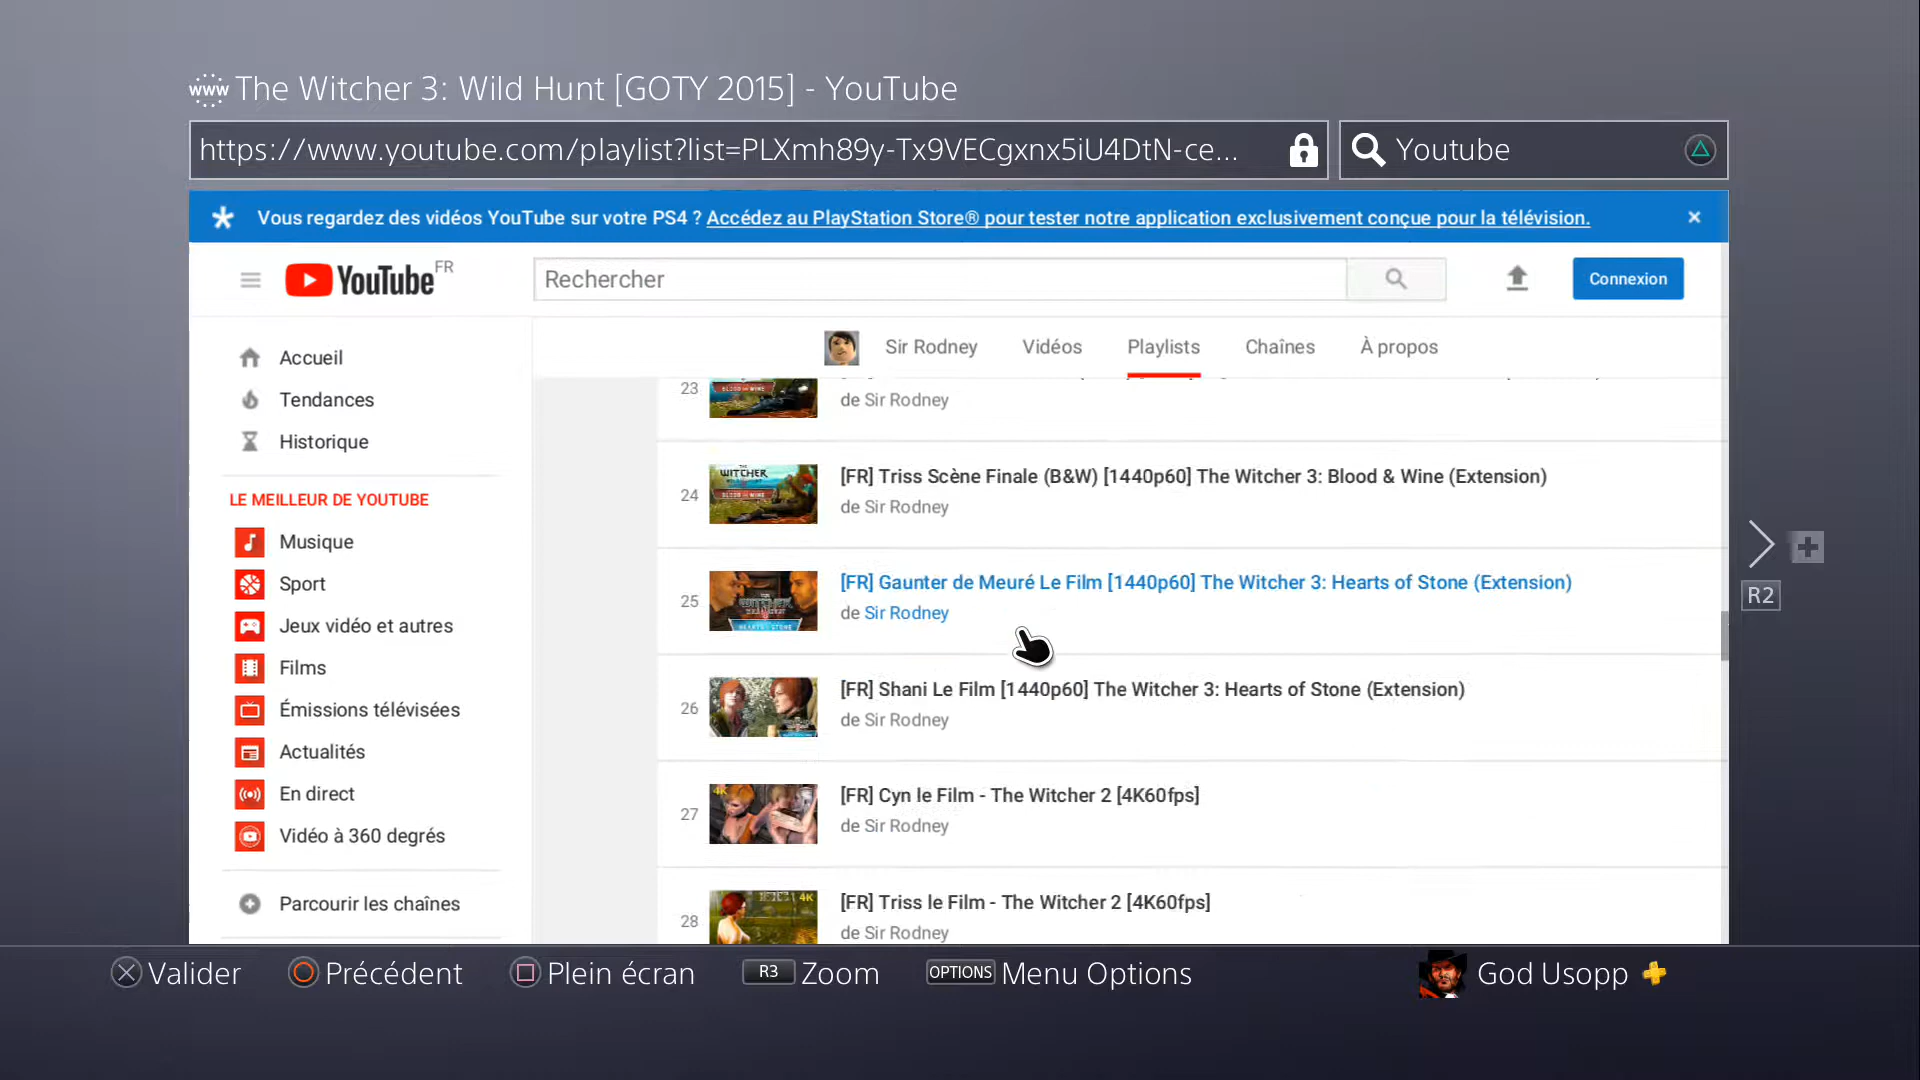 The Witcher 3: Wild Hunt [GOTY 2015] - YouTube
https://www.youtube.com/playlist?list=PLXmh89y-Tx9VECgxnx5iU4DtN-ce...
Youtube
Vous regardez des vidéos YouTube sur votre PS4 ? Accédez au PlayStation Store® pour tester notre application exclusivement conçue pour la télévision.
YouTube FR
Rechercher
Connexion
Sir Rodney
Vidéos
Playlists
Chaînes
À propos
Accueil
Tendances
Historique
LE MEILLEUR DE YOUTUBE
Musique
Sport
Jeux vidéo et autres
Films
Émissions télévisées
Actualités
En direct
Vidéo à 360 degrés
Parcourir les chaînes
23
de Sir Rodney
24
[FR] Triss Scène Finale (B&W) [1440p60] The Witcher 3: Blood & Wine (Extension)
de Sir Rodney
25
[FR] Gaunter de Meuré Le Film [1440p60] The Witcher 3: Hearts of Stone (Extension)
de Sir Rodney
26
[FR] Shani Le Film [1440p60] The Witcher 3: Hearts of Stone (Extension)
de Sir Rodney
27
[FR] Cyn le Film - The Witcher 2 [4K60fps]
de Sir Rodney
28
[FR] Triss le Film - The Witcher 2 [4K60fps]
de Sir Rodney
R2
Valider
Précédent
Plein écran
R3 Zoom
OPTIONS Menu Options
God Usopp